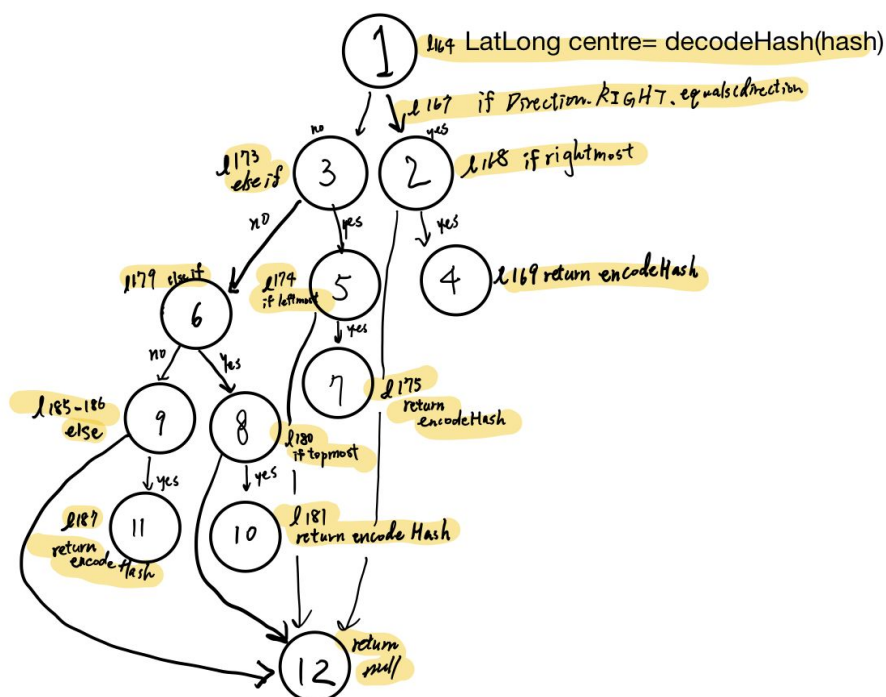 1
l164 LatLong centre= decodeHash(hash)
l167 if Direction.RIGHT.equals(direction
no
yes
l173
else if
3
2
l168 if rightmost
no
yes
yes
l179 else if
6
l174
if leftmost
5
4
l169 return encodeHash
no
yes
yes
7
l175
return
encodeHash
l185-186
else
9
8
l180
if topmost
yes
yes
l187
return
encodeHash
11
10
l181
return encode Hash
12
return
null